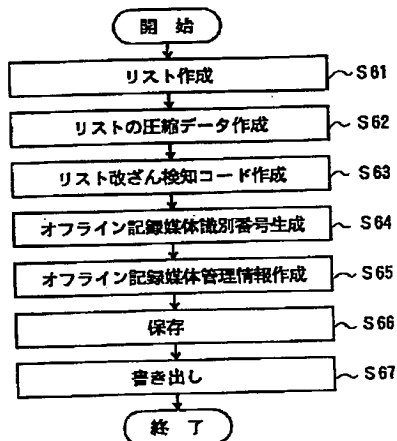 開 始
リスト作成 S61
リストの圧縮データ作成 S62
リスト改ざん検知コード作成 S63
オフライン記録媒体識別番号生成 S64
オフライン記録媒体管理情報作成 S65
保存 S66
書き出し S67
終 了